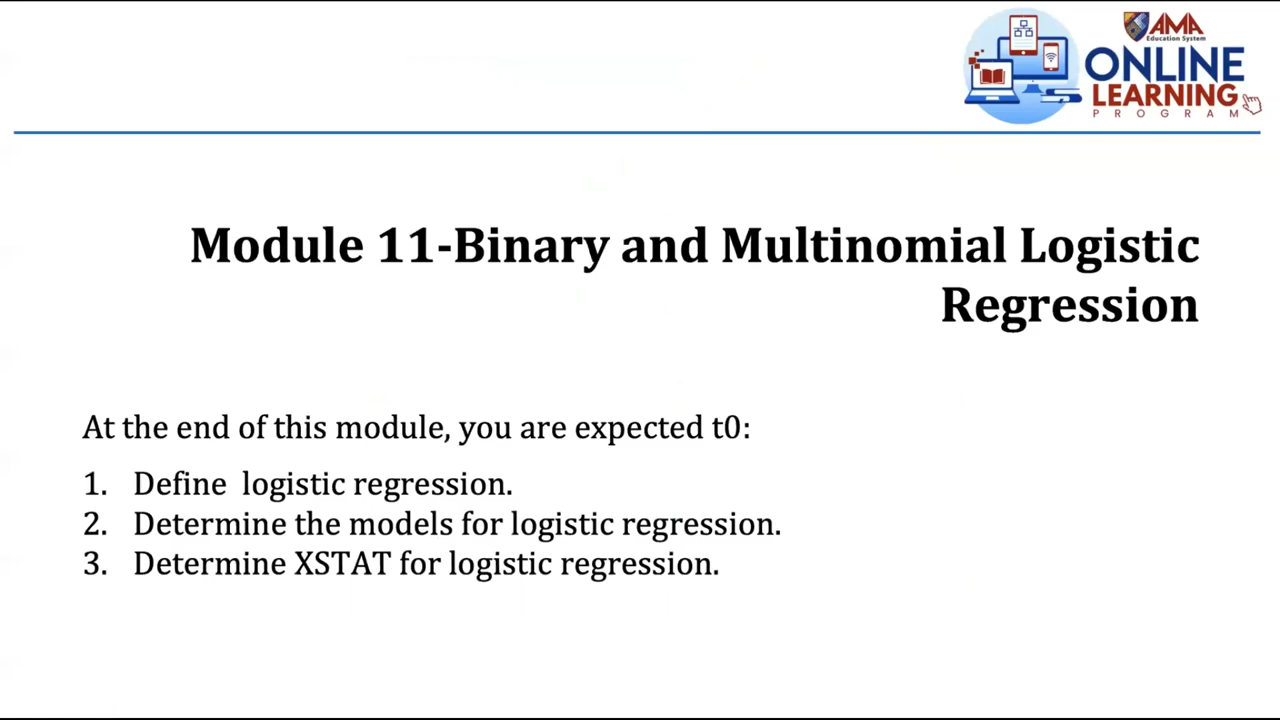 AMA
Education System
ONLINE
LEARNING
PROGRAM
Module 11-Binary and Multinomial Logistic
Regression
At the end of this module, you are expected t0:
1. Define logistic regression.
2. Determine the models for logistic regression.
3. Determine XSTAT for logistic regression.